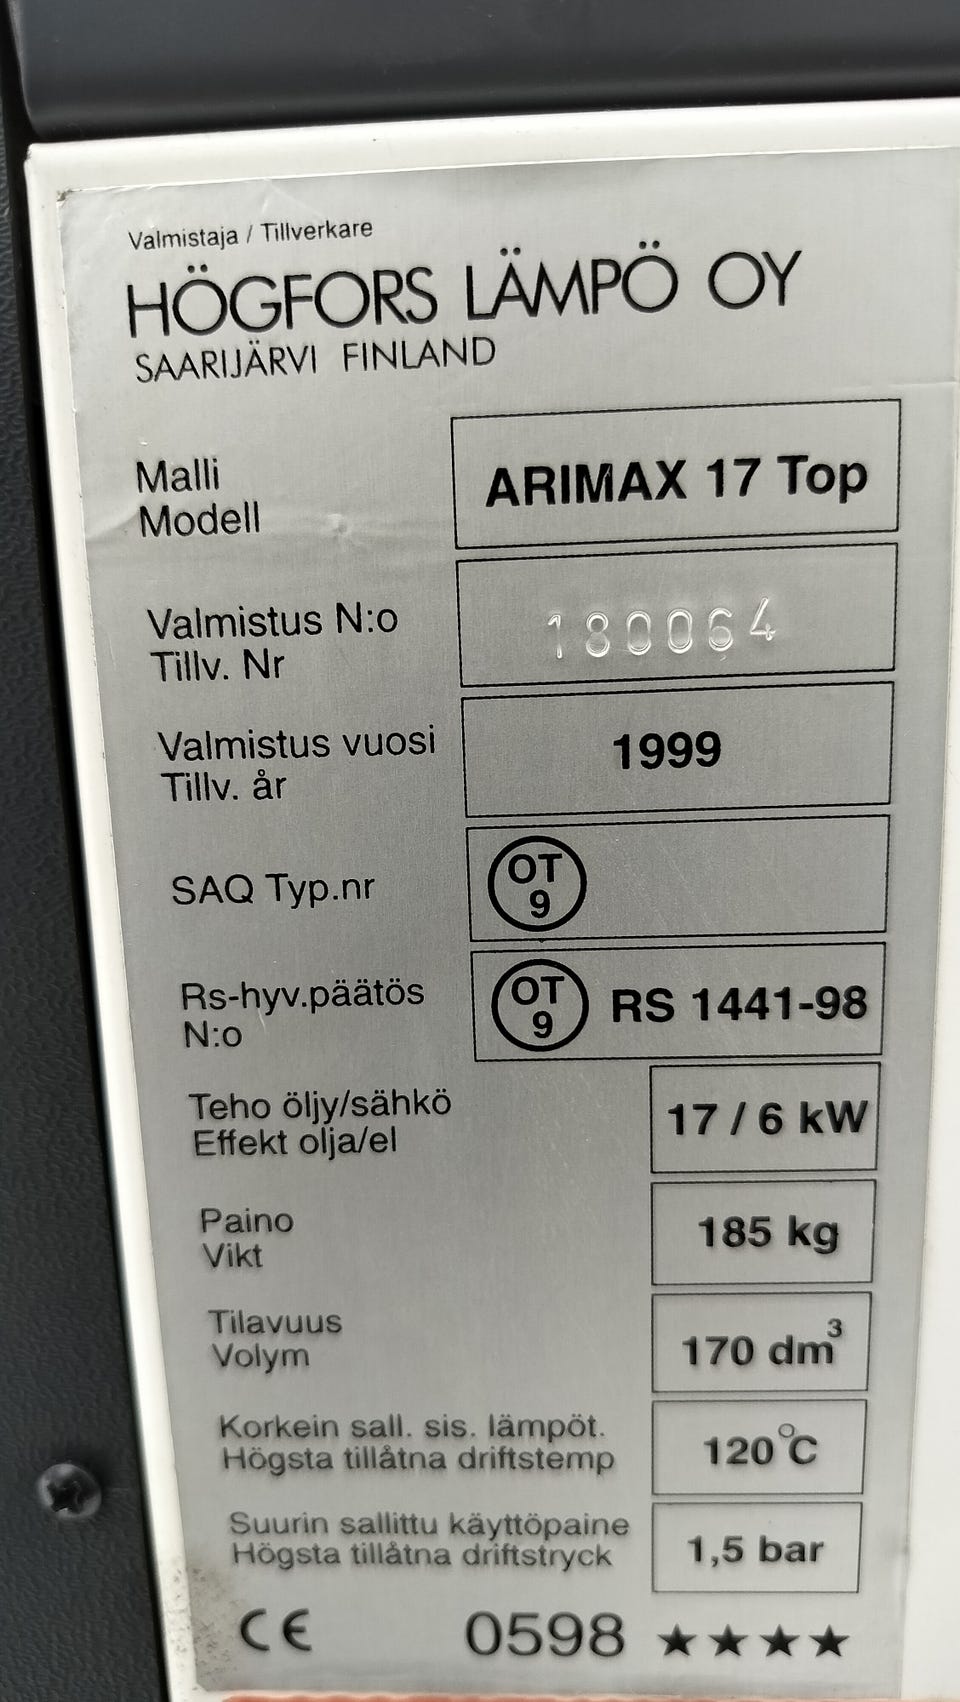 Valmistaja / Tillverkare
HÖGFORS LÄMPÖ OY
SAARIJÄRVI FINLAND
Malli
Modell
ARIMAX 17 Top
Valmistus N:o
Tillv. Nr
180064
Valmistus vuosi
Tillv. år
1999
SAQ Typ.nr
OT
9
Rs-hyv.päätös
N:o
OT
9
RS 1441-98
Teho öljy/sähkö
Effekt olja/el
17 / 6 kW
Paino
Vikt
185 kg
Tilavuus
Volym
170 dm³
Korkein sall. sis. lämpöt.
Högsta tillåtna driftstemp
120°C
Suurin sallittu käyttöpaine
Högsta tillåtna driftstryck
1,5 bar
CE 0598 ★★★★